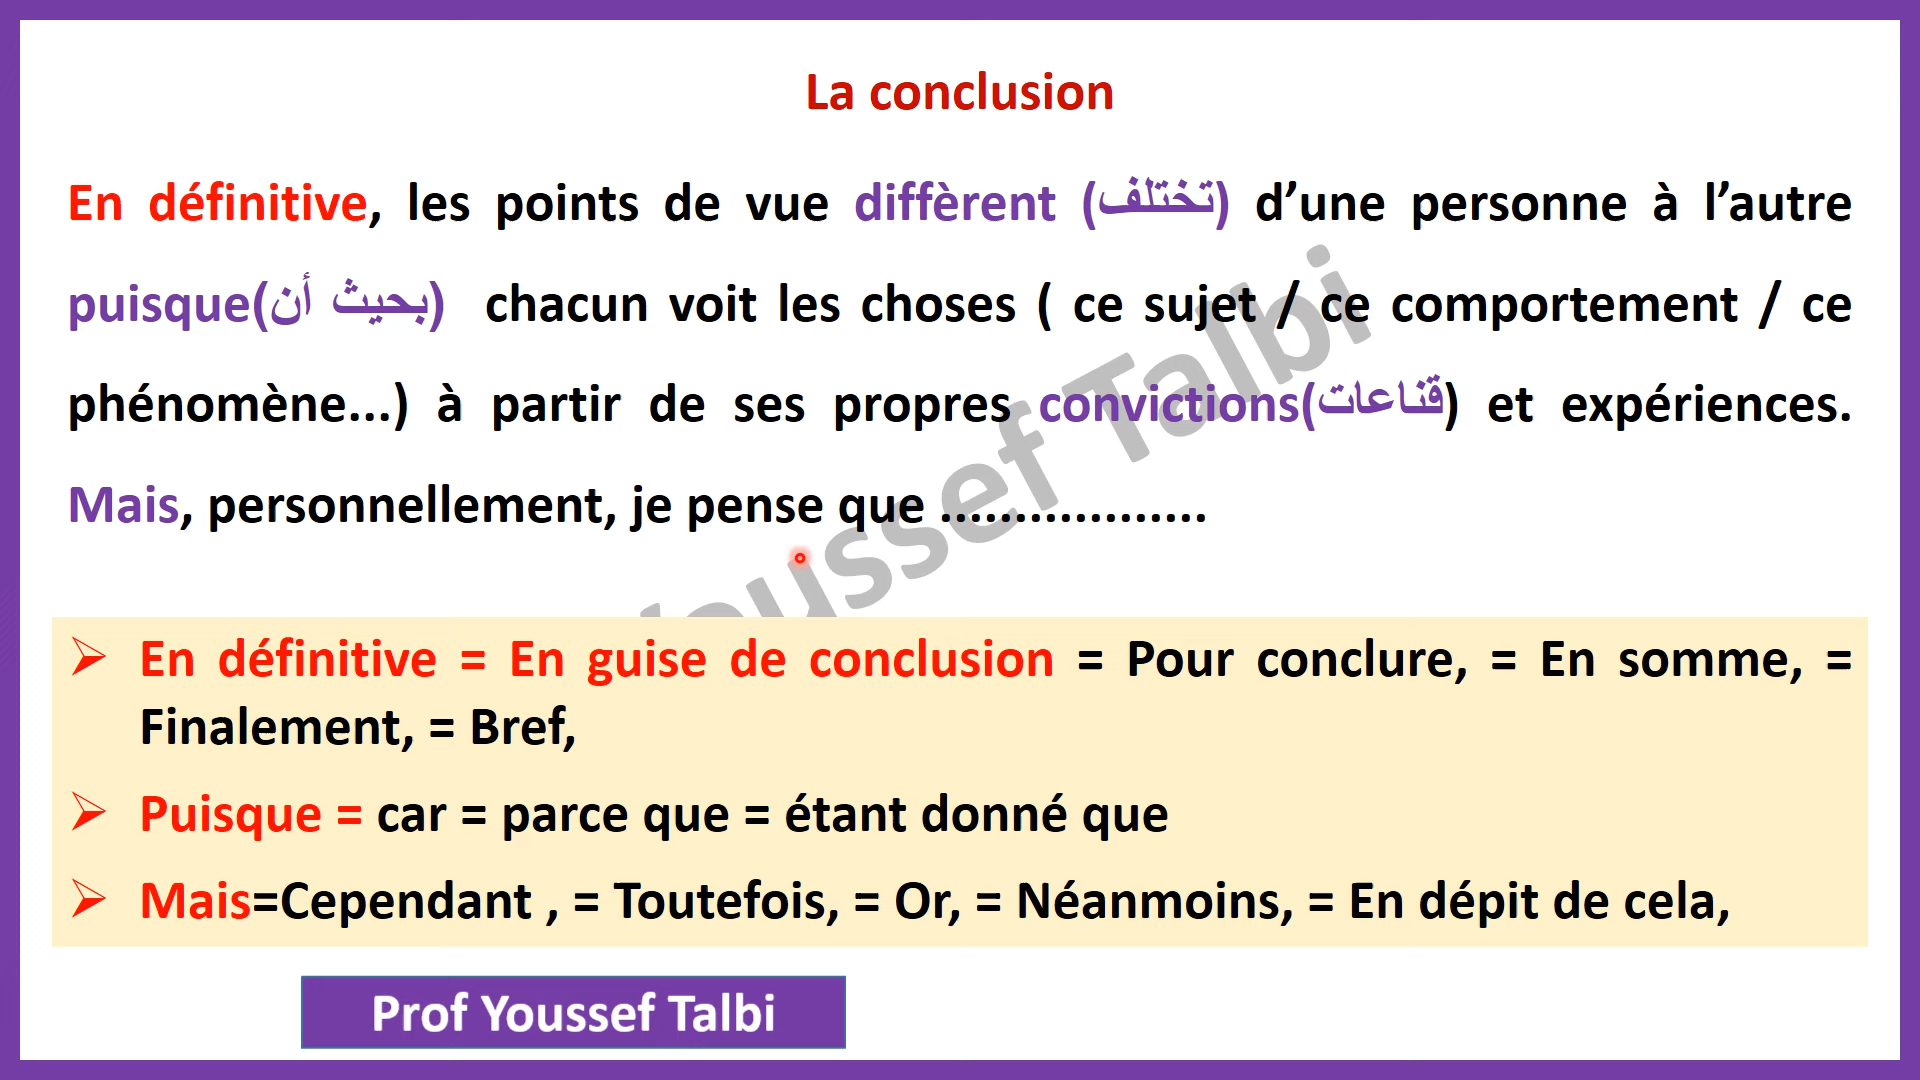 La conclusion
En définitive, les points de vue diffèrent (تختلف) d’une personne à l’autre
puisque(بحيث أن) chacun voit les choses ( ce sujet / ce comportement / ce
phénomène...) à partir de ses propres convictions(قناعات) et expériences.
Mais, personnellement, je pense que ..................
ussef Talbi
➢ En définitive = En guise de conclusion = Pour conclure, = En somme, =
Finalement, = Bref,
➢ Puisque = car = parce que = étant donné que
➢ Mais=Cependant , = Toutefois, = Or, = Néanmoins, = En dépit de cela,
Prof Youssef Talbi